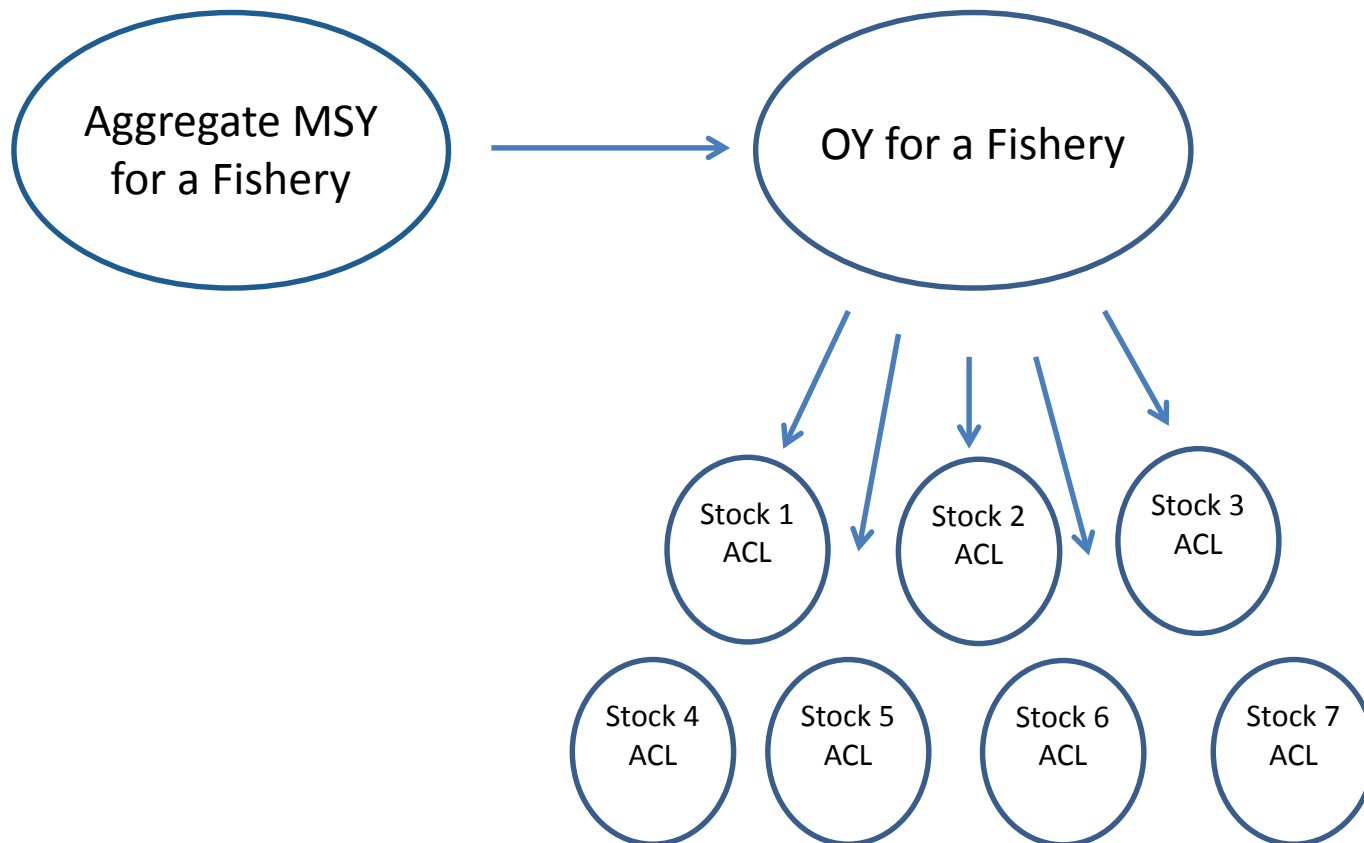 Aggregate MSY
for a Fishery
OY for a Fishery
Stock 1
ACL
Stock 2
ACL
Stock 3
ACL
Stock 4
ACL
Stock 5
ACL
Stock 6
ACL
Stock 7
ACL